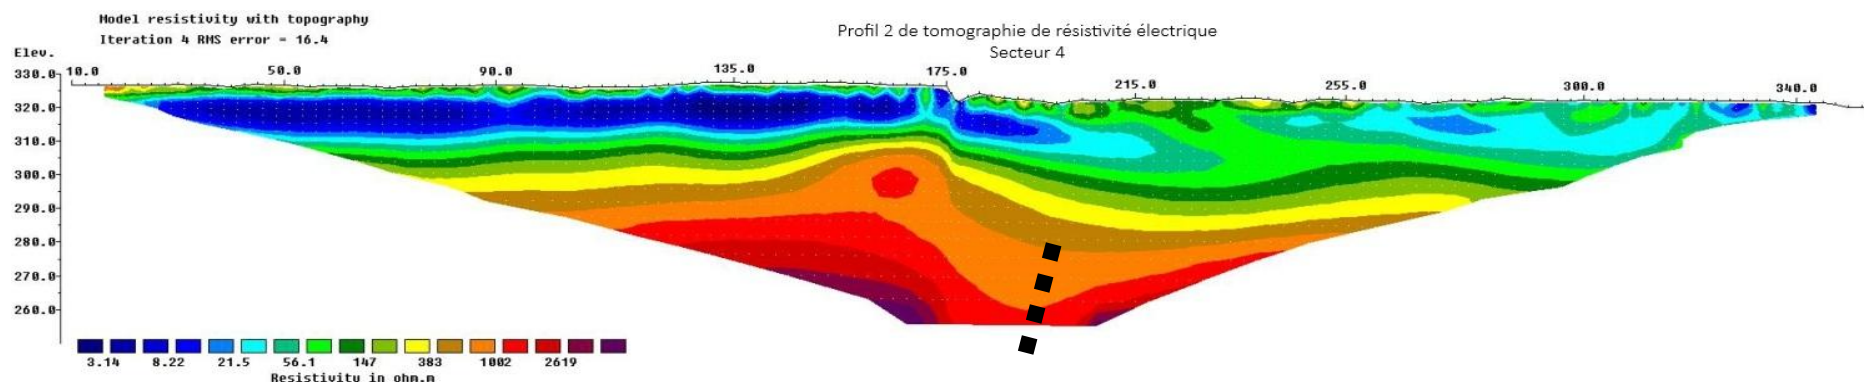 Model resistivity with topography
Iteration 4 RMS error = 16.4
Profil 2 de tomographie de résistivité électrique
Secteur 4
Elev.
10.0 50.0 90.0 135.0 175.0 215.0 255.0 300.0 340.0
330.0
320.0
310.0
300.0
290.0
280.0
270.0
260.0
3.14 8.22 21.5 56.1 147 383 1002 2619
Resistivity in ohm.m